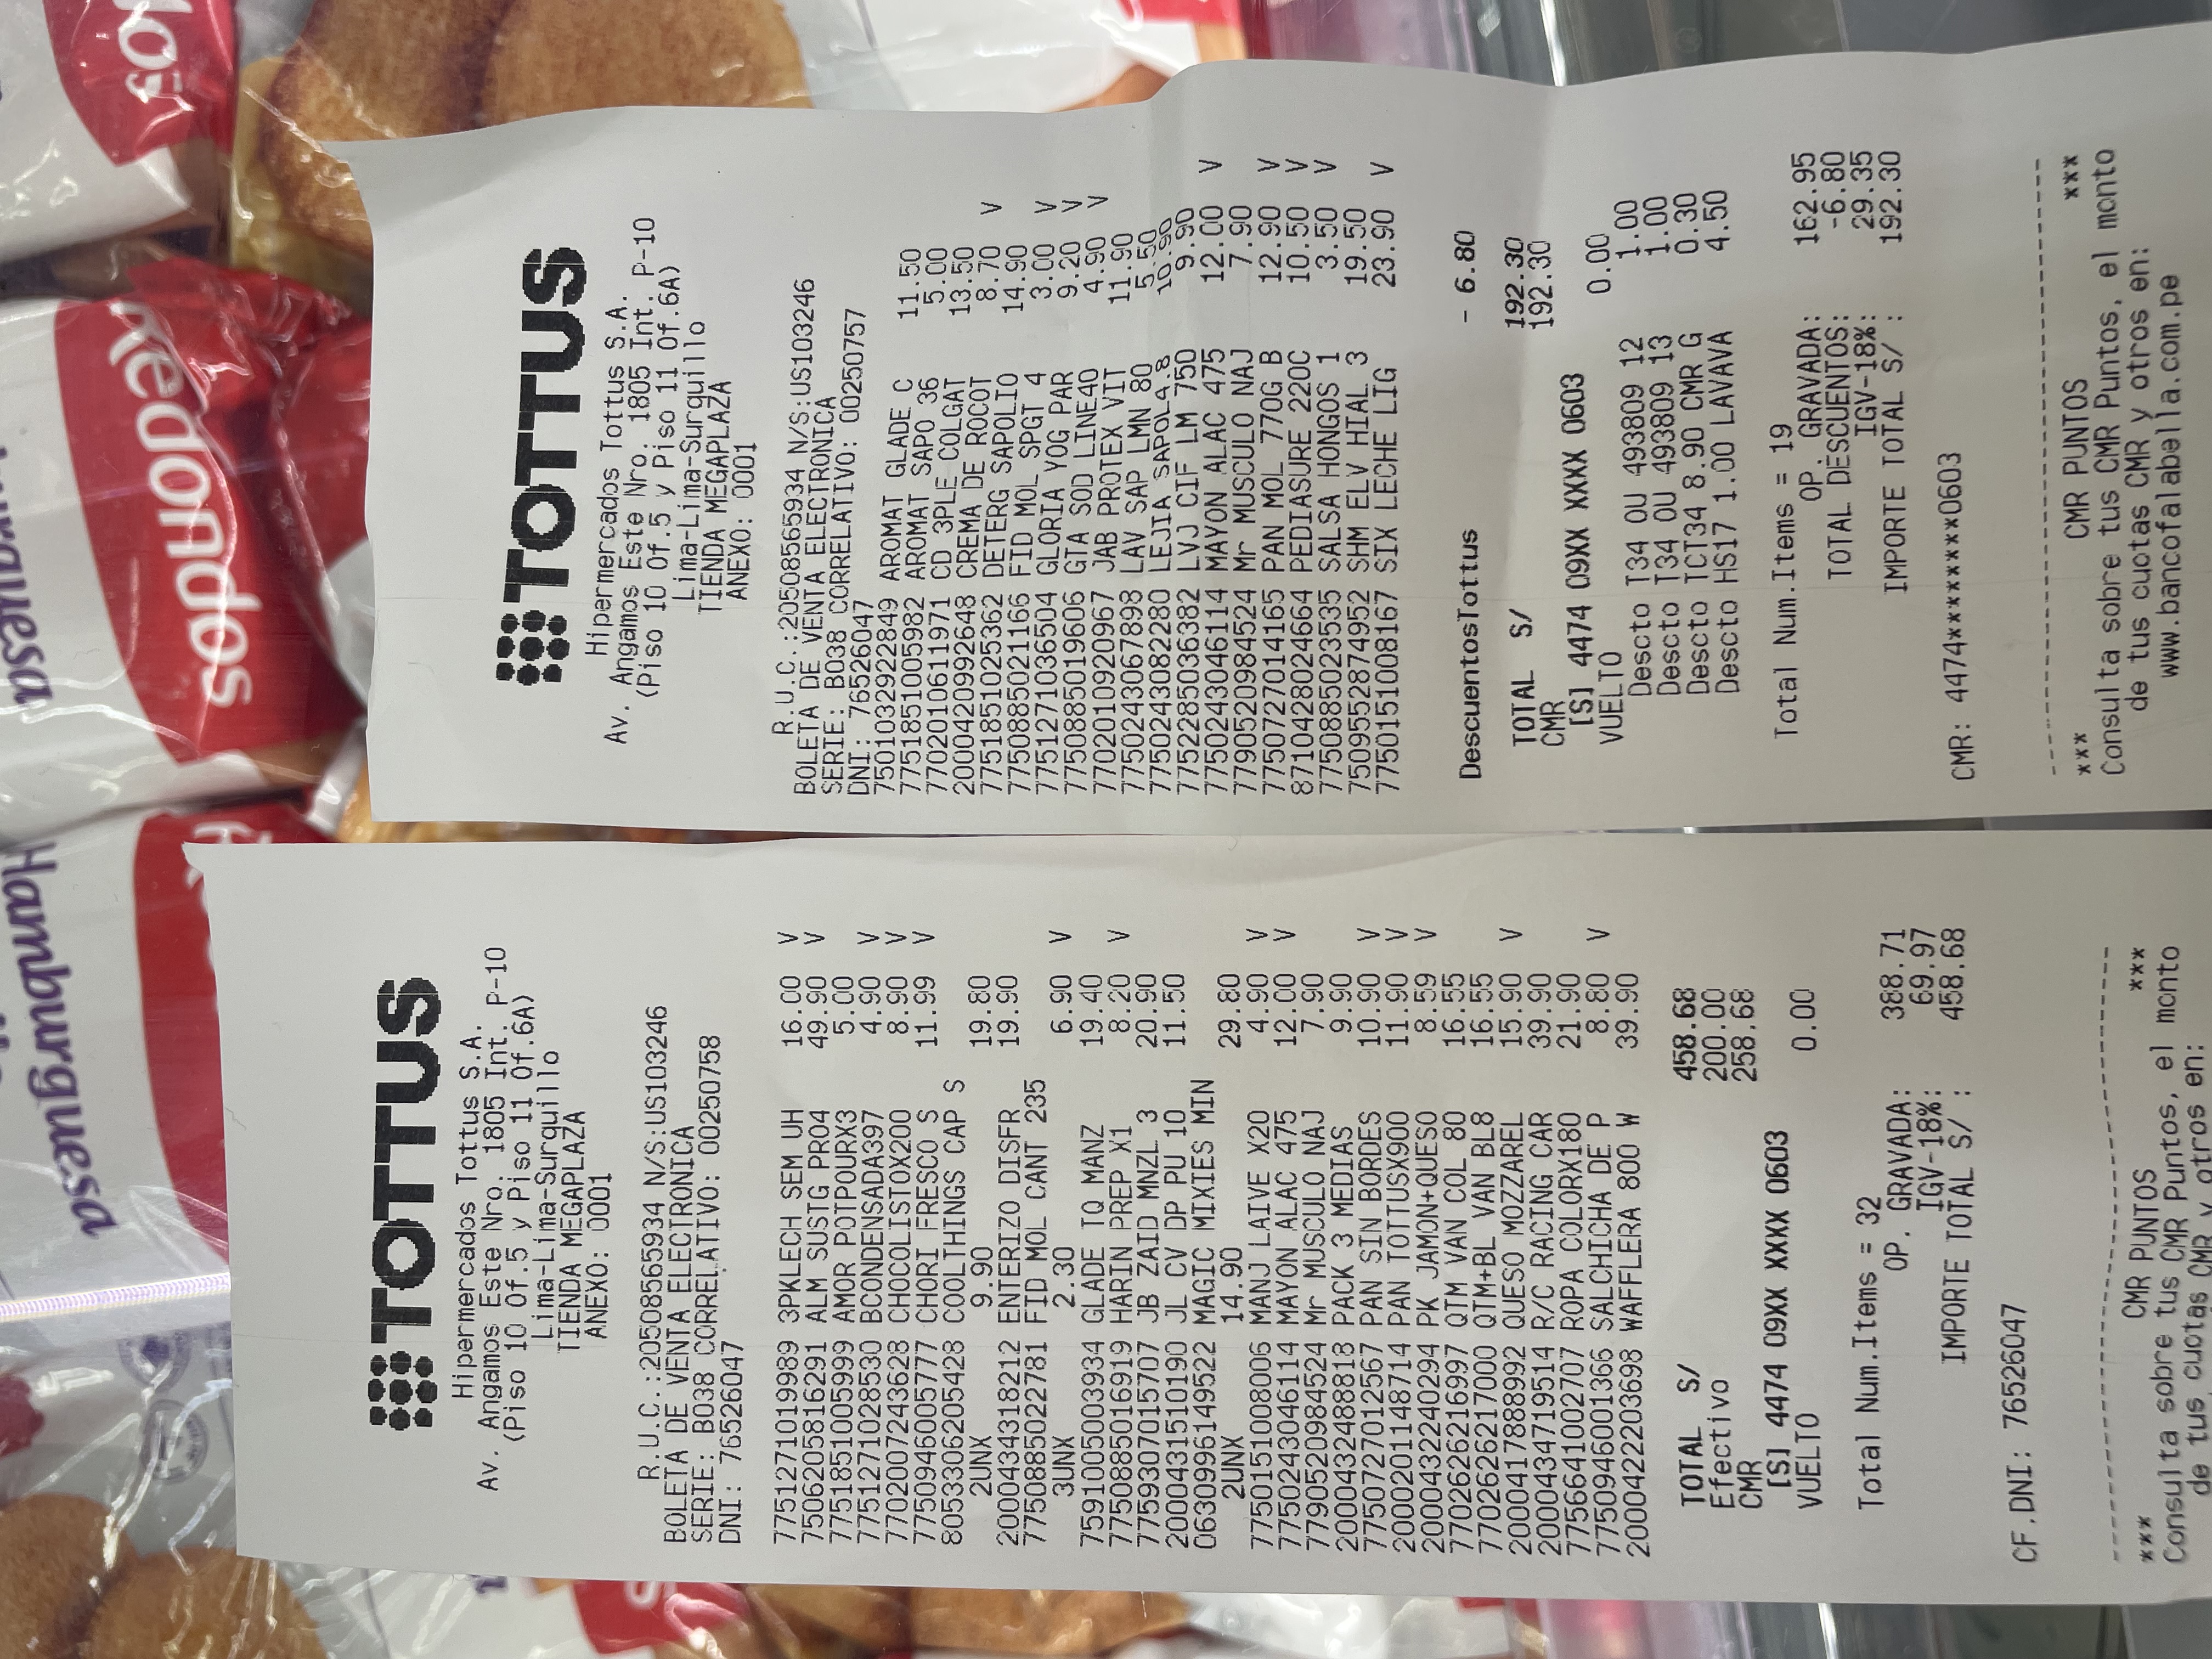 Hamburguesa
Redondos
TOTTUS
Hipermercados Tottus S.A.
Av. Angamos Este Nro. 1805 Int. P-10
(Piso 10 Of.5 y Piso 11 Of.6A)
Lima-Lima-Surquillo
TIENDA MEGAPLAZA
ANEXO: 0001
R.U.C.:20508565934 N/S:US103246
BOLETA DE VENTA ELECTRONICA
SERIE: B038 CORRELATIVO: 00250758
DNI: 76526047
7751271019989 3PKLECH SEM UH 16.00 V
7506205816291 ALM SUSTG PRO4 49.90 V
7751851005999 AMOR POTPOURX3 5.00
7751271028530 BCONDENSADA397 4.90 V
7702007243628 CHOCOLISTOX200 8.90 V
7750946005777 CHORI FRESCO S 11.99 V
8053306205428 COOLTHINGS CAP S
2UNX 9.90 19.80
2000434318212 ENTERIZO DISFR 19.90
7750885022781 FID MOL CANT 235
3UNX 2.30 6.90 V
7591005003934 GLADE TQ MANZ 19.40
7750885016919 HARIN PREP X1 8.20 V
7759307015707 JB ZAID MNZL 3 20.90
2000431510190 JL CV DP PU 10 11.50
0630996149522 MAGIC MIXIES MIN
2UNX 14.90 29.80
7750151008006 MANJ LAIVE X20 4.90 V
7750243046114 MAYON ALAC 475 12.00 V
7790520984524 Mr MUSCULO NAJ 7.90
2000432488818 PACK 3 MEDIAS 9.90
7750727012567 PAN SIN BORDES 10.90 V
2000201148714 PAN TOTTUSX900 11.90 V
2000432240294 PK JAMON+QUESO 8.59 V
7702626216997 QTM VAN COL 80 16.55
7702626217000 QTM+BL VAN BL8 16.55
2000417888992 QUESO MOZZAREL 15.90 V
2000434719514 R/C RACING CAR 39.90
7756641002707 ROPA COLORX180 21.90
7750946001366 SALCHICHA DE P 8.80 V
2000422203698 WAFFLERA 800 W 39.90
TOTAL S/ 458.68
Efectivo 200.00
CMR 258.68
[S] 4474 09XX XXXX 0603
VUELTO 0.00
Total Num.Items = 32
OP. GRAVADA: 388.71
IGV-18%: 69.97
IMPORTE TOTAL S/ : 458.68
CF.DNI: 76526047
*** CMR PUNTOS ***
Consulta sobre tus CMR Puntos, el monto
de tus cuotas CMR y otros en:
TOTTUS
Hipermercados Tottus S.A.
Av. Angamos Este Nro. 1805 Int. P-10
(Piso 10 Of.5 y Piso 11 Of.6A)
Lima-Lima-Surquillo
TIENDA MEGAPLAZA
ANEXO: 0001
R.U.C.:20508565934 N/S:US103246
BOLETA DE VENTA ELECTRONICA
SERIE: B038 CORRELATIVO: 00250757
DNI: 76526047
7501032922849 AROMAT GLADE C 11.50
7751851005982 AROMAT SAPO 36 5.00
7702010611971 CD 3PLE COLGAT 13.50
2000420992648 CREMA DE ROCOT 8.70 V
7751851025362 DETERG SAPOLIO 14.90
7750885021166 FID MOL SPGT 4 3.00 V
7751271036504 GLORIA YOG PAR 9.20 V
7750885019606 GTA SOD LINE40 4.90 V
7702010920967 JAB PROTEX VIT 11.90
7750243067898 LAV SAP LMN 80 5.50
7750243082280 LEJIA SAPOL4.8 10.90
7752285036382 LVJ CIF LM 750 9.90
7750243046114 MAYON ALAC 475 12.00 V
7790520984524 Mr MUSCULO NAJ 7.90
7750727014165 PAN MOL 770G B 12.90 V
8710428024664 PEDIASURE 220C 10.50 V
7750885023535 SALSA HONGOS 1 3.50 V
7509552874952 SHM ELV HIAL 3 19.50
7750151008167 SIX LECHE LIG 23.90 V
DescuentosTottus - 6.80
TOTAL S/ 192.30
CMR 192.30
[S] 4474 09XX XXXX 0603
VUELTO 0.00
Descto T34 OU 493809 12 1.00
Descto T34 OU 493809 13 1.00
Descto TCT34 8.90 CMR G 0.30
Descto HS17 1.00 LAVAVA 4.50
Total Num.Items = 19
OP. GRAVADA: 162.95
TOTAL DESCUENTOS: -6.80
IGV-18%: 29.35
IMPORTE TOTAL S/ : 192.30
CMR: 4474********0603
*** CMR PUNTOS ***
Consulta sobre tus CMR Puntos, el monto
de tus cuotas CMR y otros en:
www.bancofalabella.com.pe